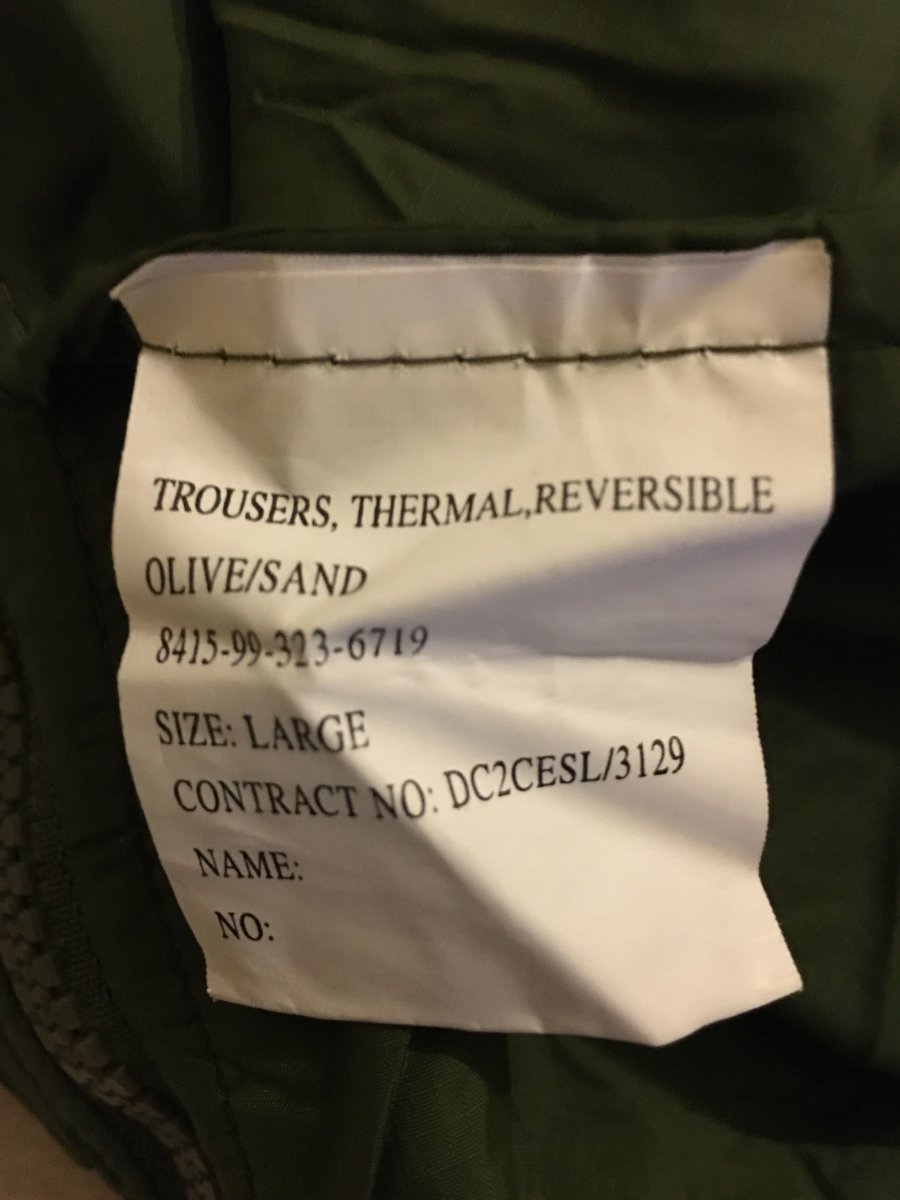 TROUSERS, THERMAL,REVERSIBLE
OLIVE/SAND
8415-99-323-6719
SIZE: LARGE
CONTRACT NO: DC2CESL/3129
NAME:
NO: